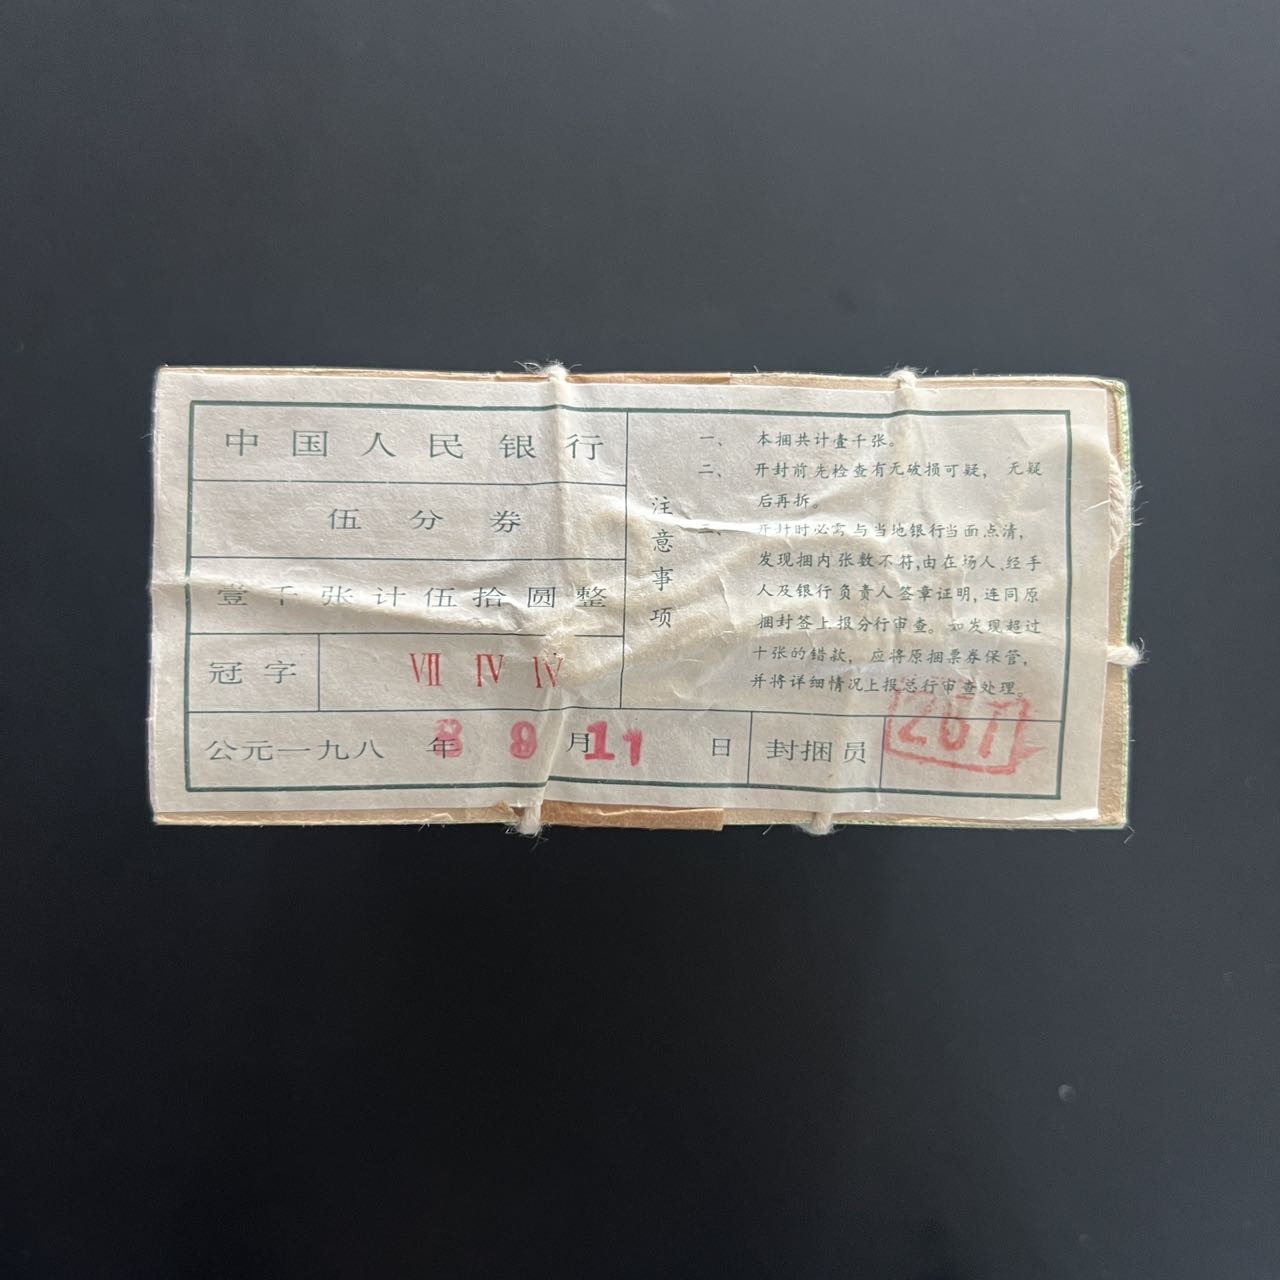 中国人民银行
伍分券
壹千张计伍拾圆整
冠字 Ⅶ Ⅳ Ⅳ
公元一九八8年9月11日 封捆员 267
注意事项
一、 本捆共计壹千张。
二、 开封前先检查有无破损可疑, 无疑
后再拆。
三、 开封时必需与当地银行当面点清,
发现捆内张数不符,由在场人、经手
人及银行负责人签章证明,连同原
捆封签上报分行审查。如发现超过
十张的错款, 应将原捆票券保管,
并将详细情况上报总行审查处理。